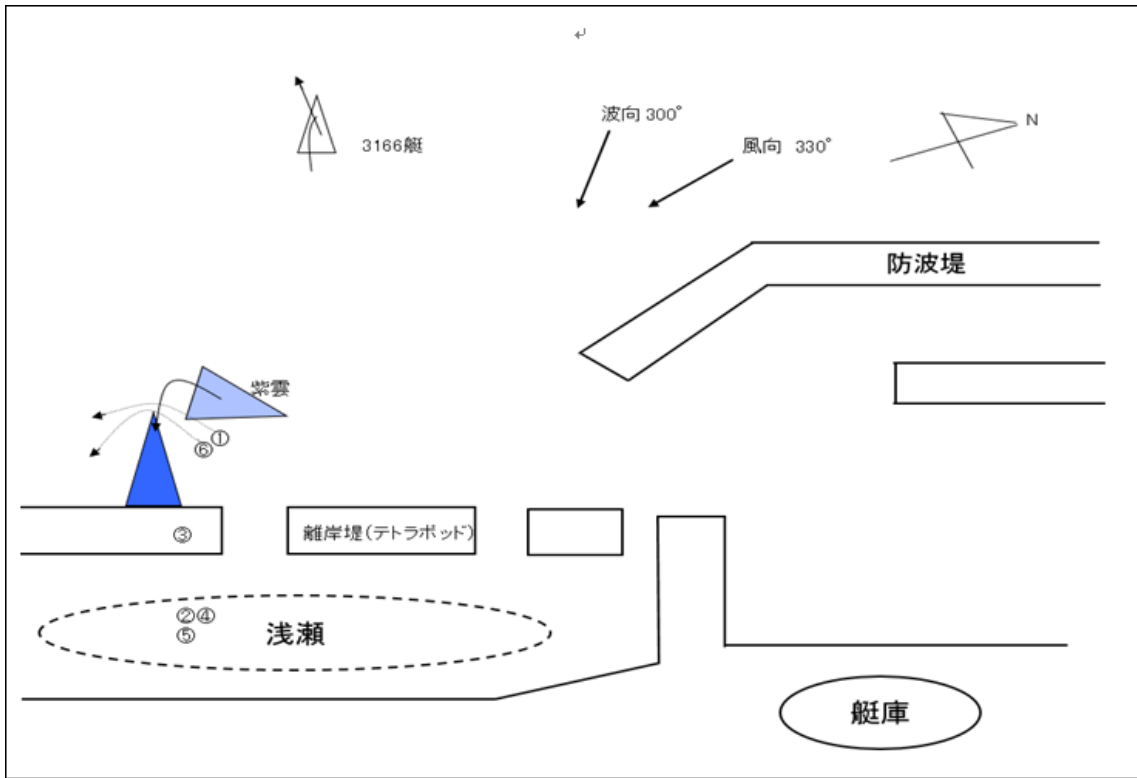 ↵
波向 300°
3166艇
風向 330°
N
防波堤
紫雲
①
⑥
③
離岸堤(テトラポッド)
②④
⑤
浅瀬
艇庫